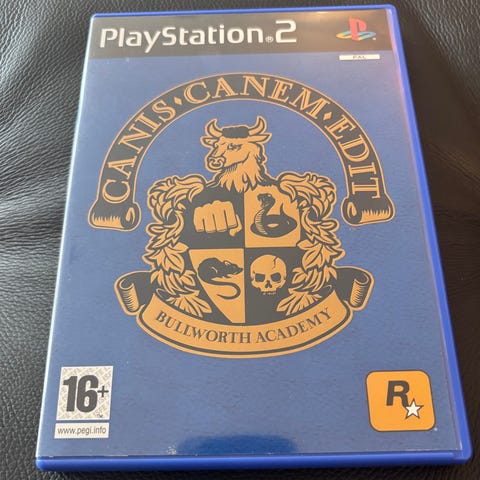 PlayStation®2
PAL
CANIS·CANEM·EDIT
BULLWORTH ACADEMY
16+
www.pegi.info
R